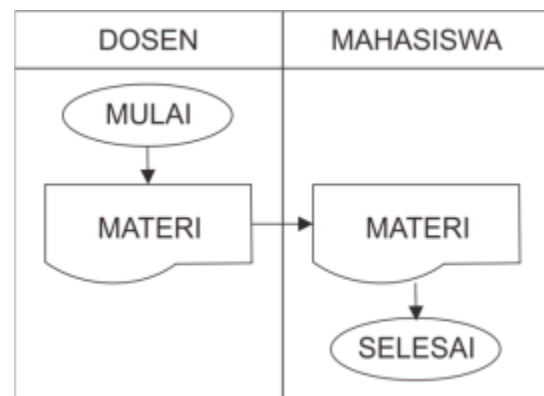 DOSEN
MAHASISWA
MULAI
MATERI
MATERI
SELESAI